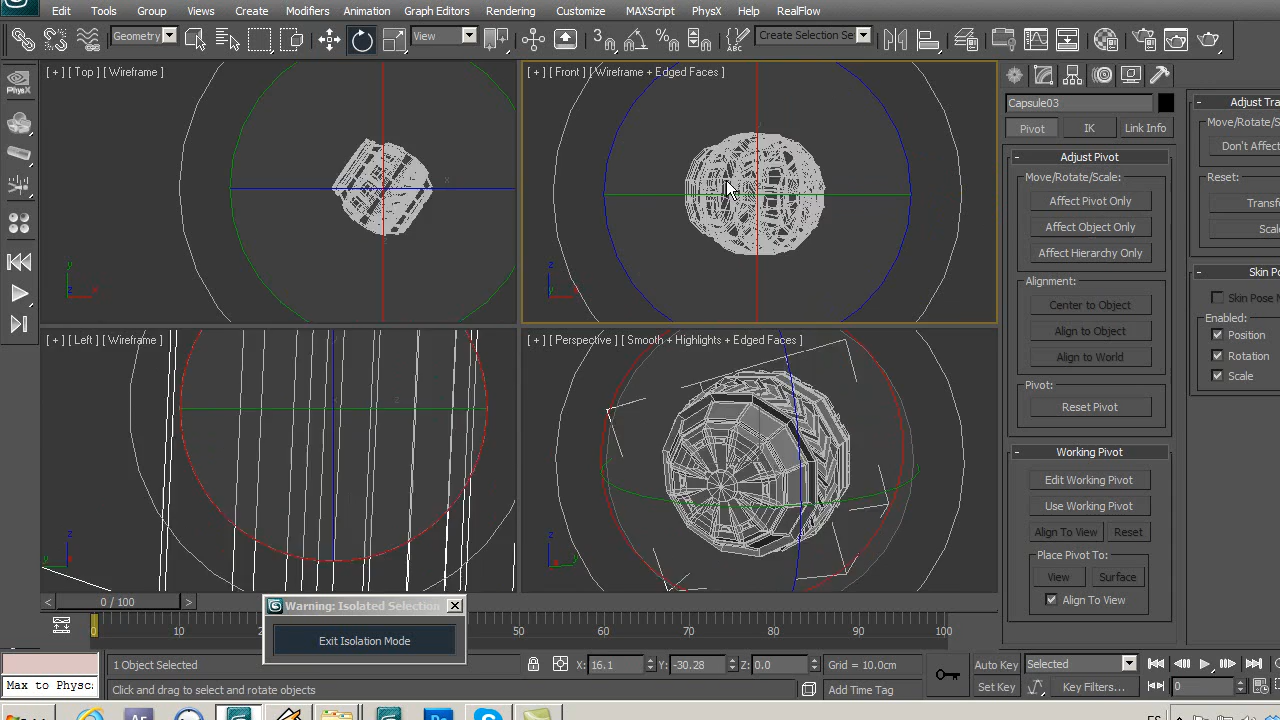 Edit Tools Group Views Create Modifiers Animation Graph Editors Rendering Customize MAXScript PhysX Help RealFlow
Geometry View 3 Create Selection Se
[ + ] [ Top ] [ Wireframe ] [ + ] [ Front ] [ Wireframe + Edged Faces ]
PhysX
Capsule03 Adjust Tra
Pivot IK Link Info Move/Rotate/S
Don't Affect
- Adjust Pivot
Move/Rotate/Scale: Reset:
Affect Pivot Only Transfo
Affect Object Only Scale
Affect Hierarchy Only
Alignment: - Skin Po
Center to Object Skin Pose M
Enabled:
Align to Object Position
[ + ] [ Left ] [ Wireframe ] [ + ] [ Perspective ] [ Smooth + Highlights + Edged Faces ]
Align to World Rotation
Scale
Pivot:
Reset Pivot
- Working Pivot
Edit Working Pivot
Use Working Pivot
Align To View Reset
Place Pivot To:
View Surface
Align To View
< 0 / 100 >
Warning: Isolated Selection
Exit Isolation Mode
0 10 20 50 60 70 80 90 100
1 Object Selected X: 16.1 Y: -30.28 Z: 0.0 Grid = 10.0cm Auto Key Selected
Max to Physc
Click and drag to select and rotate objects Add Time Tag Set Key Key Filters... 0
ES